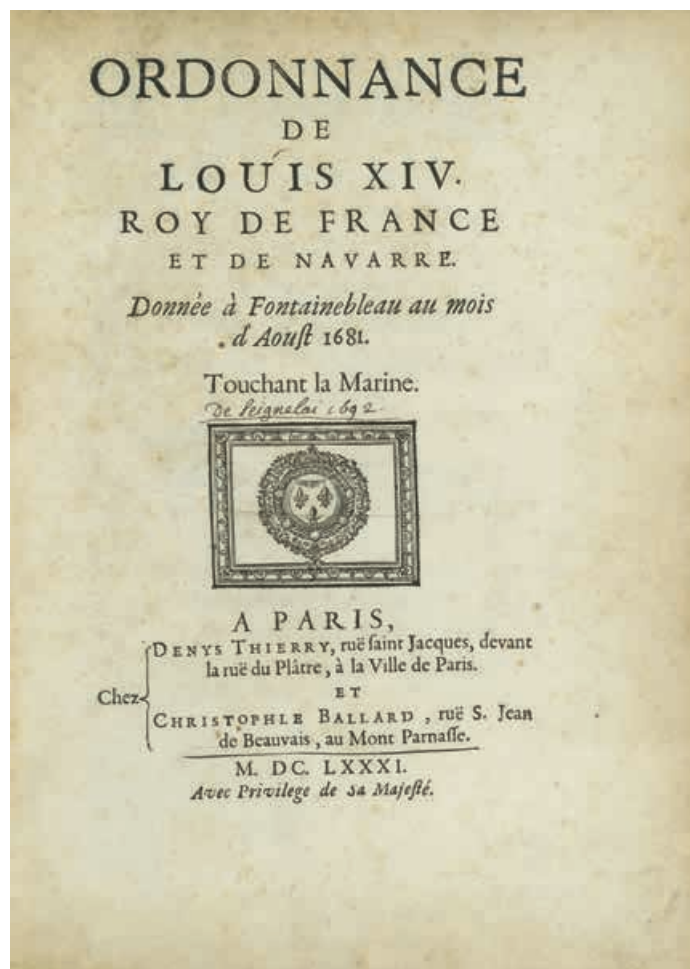 ORDONNANCE
DE
LOUIS XIV.
ROY DE FRANCE
ET DE NAVARRE.
Donnée à Fontainebleau au mois
d'Aouſt 1681.
Touchant la Marine.
De Seignelai 1692
A PARIS,
DENYS THIERRY, ruë ſaint Jacques, devant
la ruë du Plâtre, à la Ville de Paris.
Chez
ET
CHRISTOPHLE BALLARD, ruë S. Jean
de Beauvais, au Mont Parnaſſe.
M. DC. LXXXI.
Avec Privilege de Sa Majeſté.